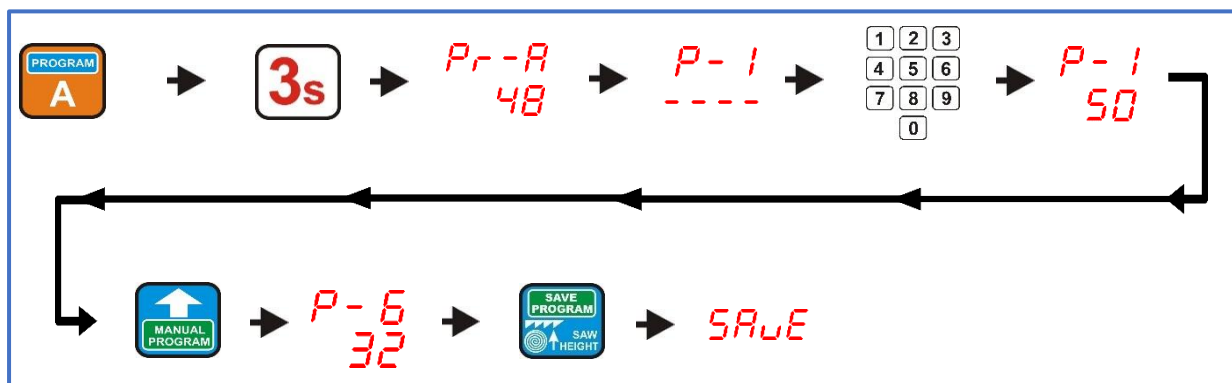 PROGRAM
A
3s
Pr-A
48
P-1
----
1 2 3
4 5 6
7 8 9
0
P-1
50
MANUAL
PROGRAM
P-6
32
SAVE
PROGRAM
SAW
HEIGHT
SAvE